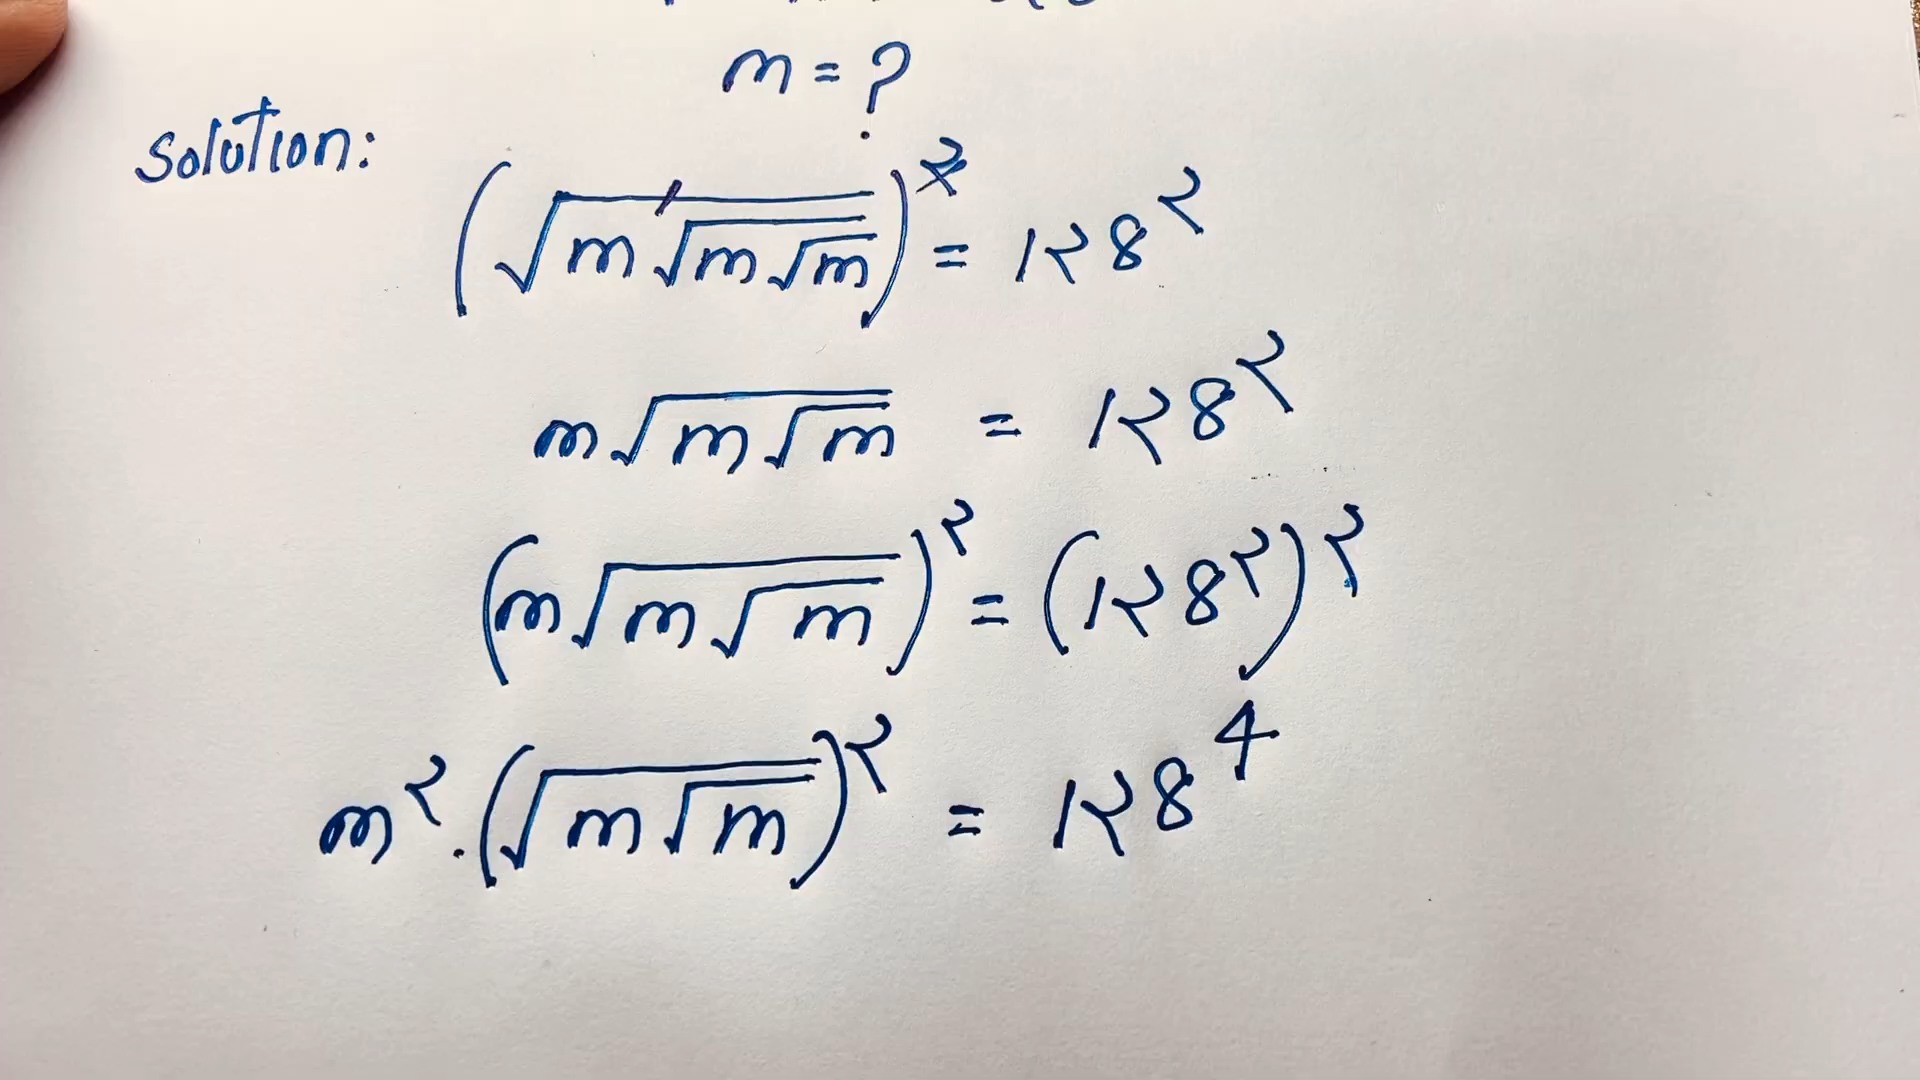 m = ?
Solution:
(√(m√(m√m)))² = 128²
m√(m√m) = 128²
(m√(m√m))² = (128²)²
m² . (√(m√m))² = 128⁴